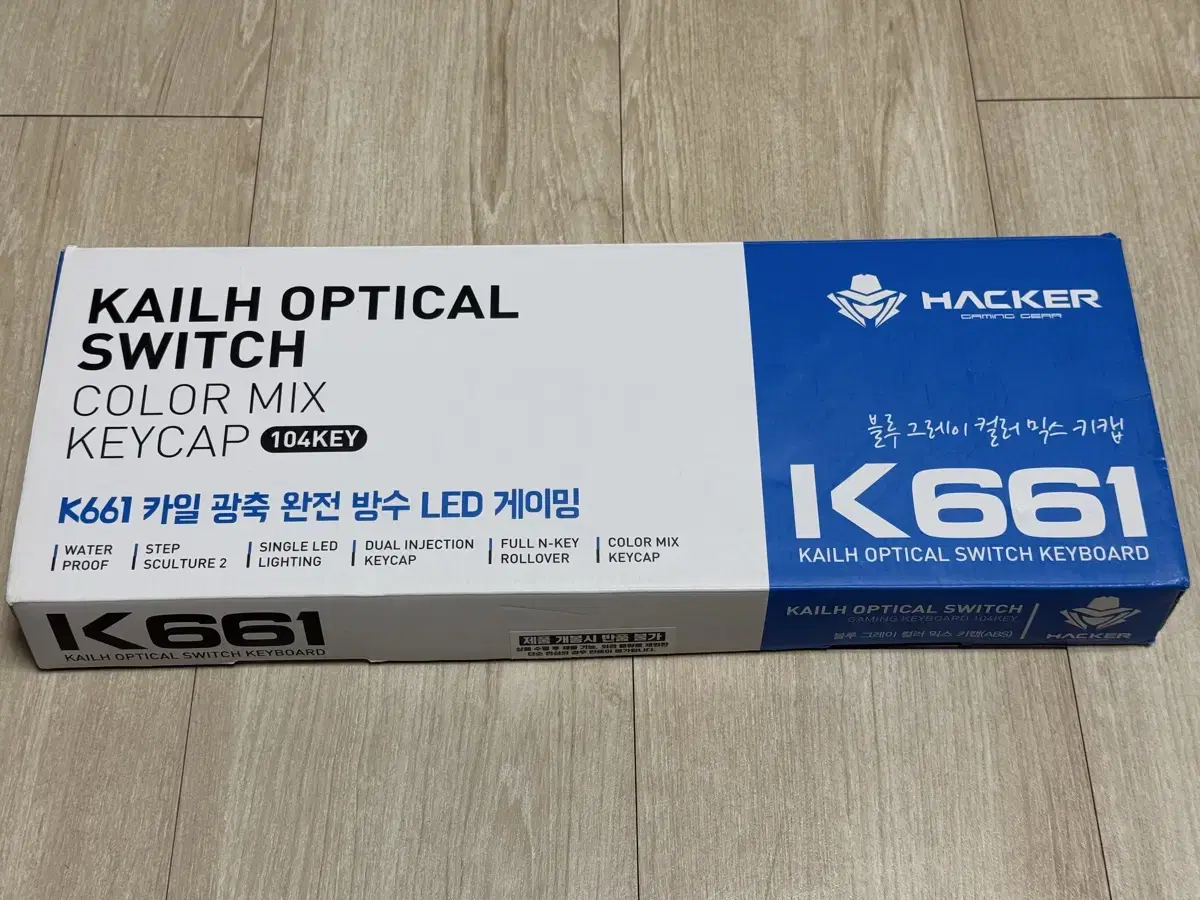 KAILH OPTICAL
SWITCH
COLOR MIX
KEYCAP 104KEY
K661 카일 광축 완전 방수 LED 게이밍
WATER
PROOF
STEP
SCULTURE 2
SINGLE LED
LIGHTING
DUAL INJECTION
KEYCAP
FULL N-KEY
ROLLOVER
COLOR MIX
KEYCAP
HACKER
GAMING GEAR
블루 그레이 컬러 믹스 키캡
K661
KAILH OPTICAL SWITCH KEYBOARD
K661
KAILH OPTICAL SWITCH KEYBOARD
제품 개봉시 반품 불가
KAILH OPTICAL SWITCH
GAMING KEYBOARD 104KEY
블루 그레이 컬러 믹스 키캡(ABS)
HACKER